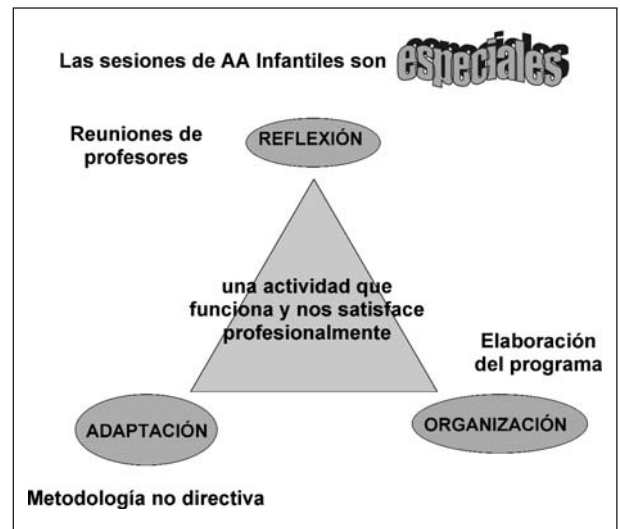 Las sesiones de AA Infantiles son especiales
Reuniones de
profesores
REFLEXIÓN
una actividad que
funciona y nos satisface
profesionalmente
Elaboración
del programa
ADAPTACIÓN
ORGANIZACIÓN
Metodología no directiva